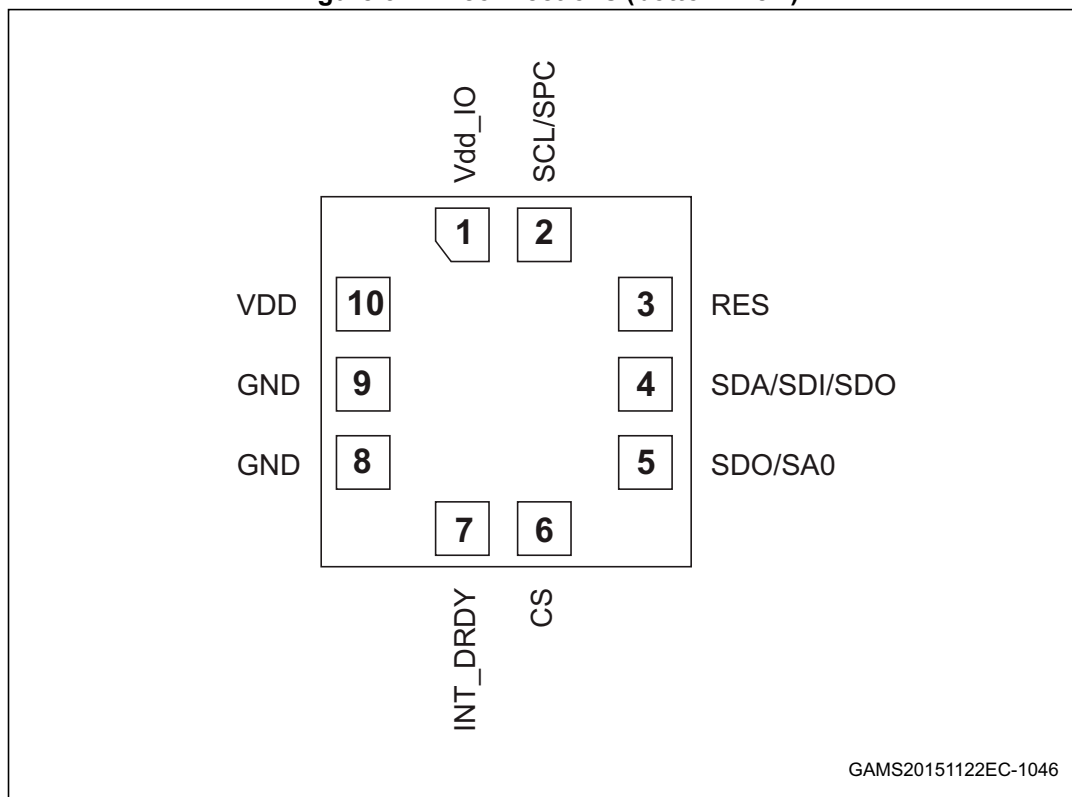 Vdd_IO
SCL/SPC
1
2
VDD
10
3
RES
GND
9
4
SDA/SDI/SDO
GND
8
5
SDO/SA0
7
6
INT_DRDY
CS
GAMS20151122EC-1046